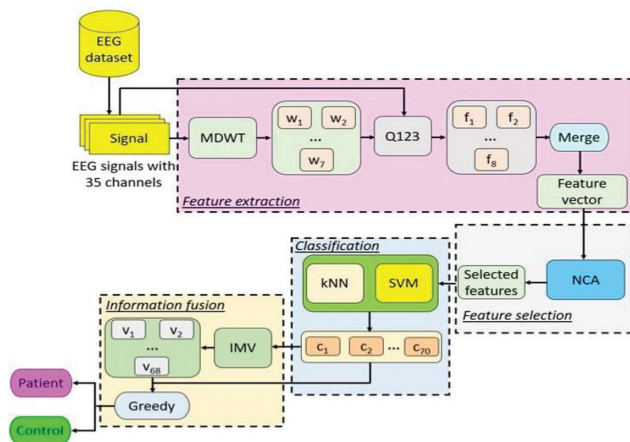 EEG
dataset
Signal
EEG signals with
35 channels
MDWT
w1 w2
...
w7
Q123
f1 f2
...
f8
Merge
Feature
vector
Feature extraction
Classification
kNN
SVM
Selected
features
NCA
Feature selection
Information fusion
v1 v2
...
v68
IMV
c1 c2 ... c70
Patient
Greedy
Control